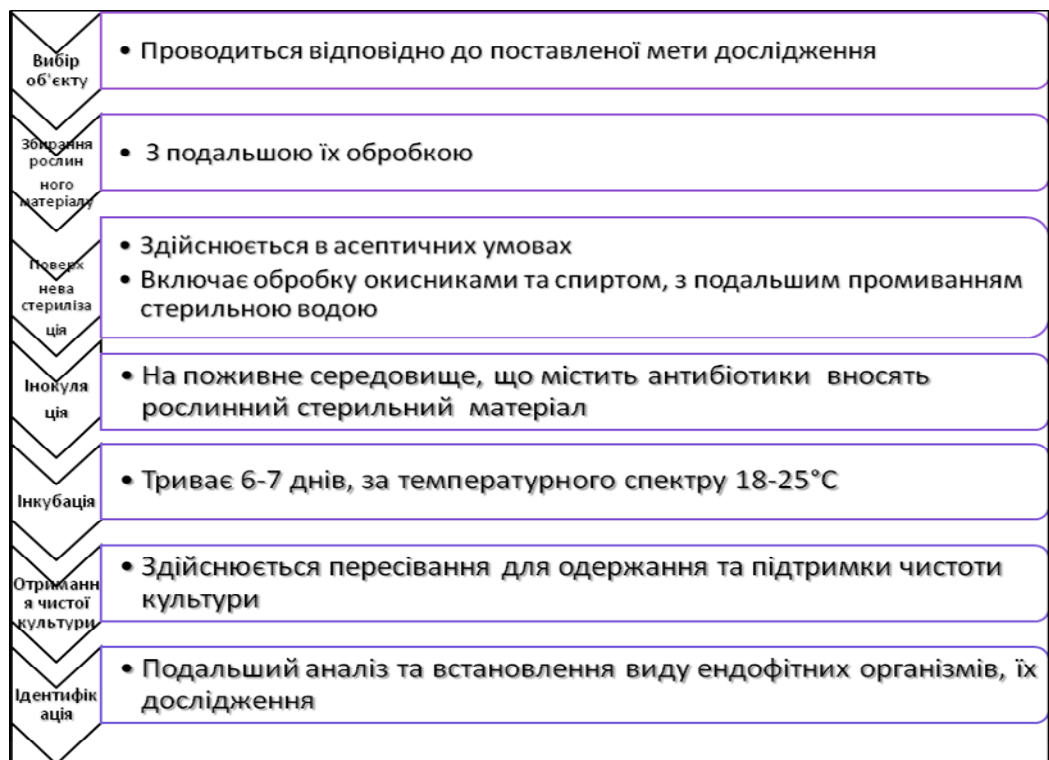 Вибір
об'єкту
• Проводиться відповідно до поставленої мети дослідження
Збирання
рослин
ного
матеріалу
• З подальшою їх обробкою
Поверх
нева
стериліза
ція
• Здійснюється в асептичних умовах
• Включає обробку окисниками та спиртом, з подальшим промиванням
стерильною водою
Інокуля
ція
• На поживне середовище, що містить антибіотики вносять
рослинний стерильний матеріал
Інкубація
• Триває 6-7 днів, за температурного спектру 18-25°С
Отриманн
я чистої
культури
• Здійснюється пересівання для одержання та підтримки чистоти
культури
Ідентифік
ація
• Подальший аналіз та встановлення виду ендофітних організмів, їх
дослідження